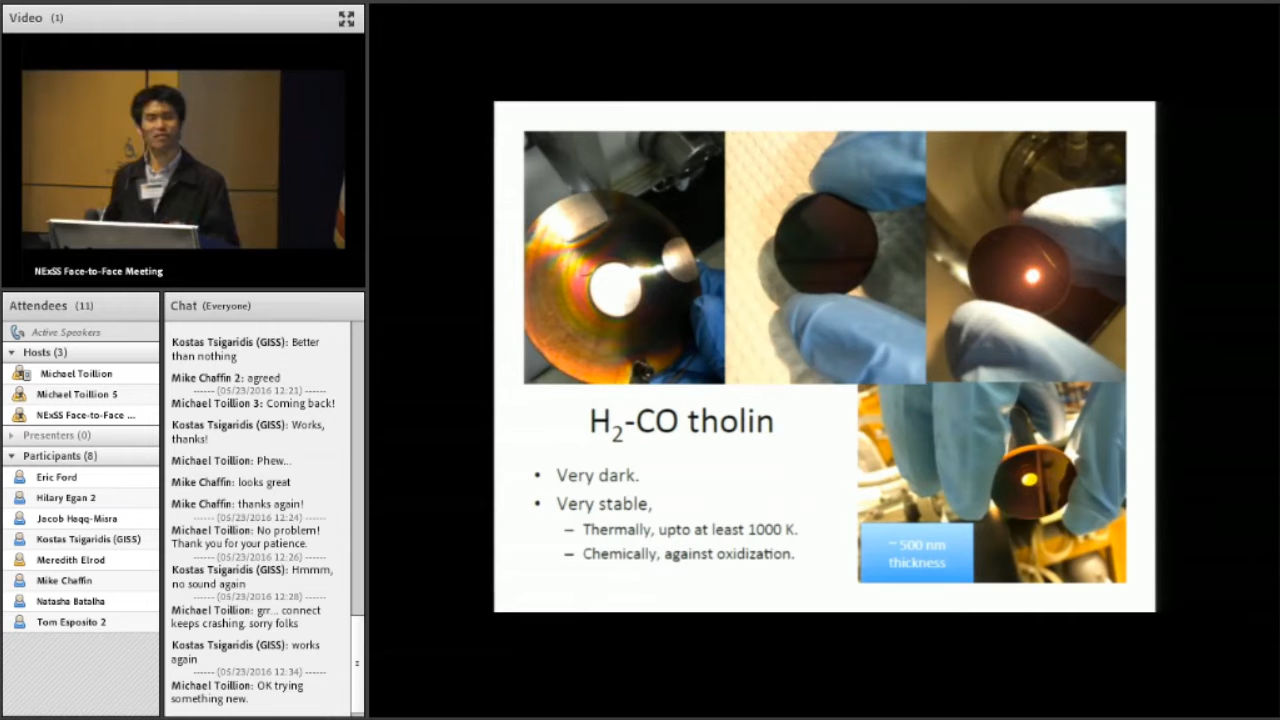 Video (1)
NExSS Face-to-Face Meeting
Attendees (11)
Active Speakers
Hosts (3)
Michael Toillion
Michael Toillion 5
NExSS Face-to-Face ...
Presenters (0)
Participants (8)
Eric Ford
Hilary Egan 2
Jacob Haqq-Misra
Kostas Tsigaridis (GISS)
Meredith Elrod
Mike Chaffin
Natasha Batalha
Tom Esposito 2
Chat (Everyone)
Kostas Tsigaridis (GISS): Better
than nothing
Mike Chaffin 2: agreed
------ (05/23/2016 12:21) ------
Michael Toillion 3: Coming back!
Kostas Tsigaridis (GISS): Works,
thanks!
Michael Toillion: Phew...
Mike Chaffin: looks great
Mike Chaffin: thanks again!
------ (05/23/2016 12:24) ------
Michael Toillion: No problem!
Thank you for your patience.
------ (05/23/2016 12:26) ------
Kostas Tsigaridis (GISS): Hmmm,
no sound again
------ (05/23/2016 12:28) ------
Michael Toillion: grr... connect
keeps crashing. sorry folks
Kostas Tsigaridis (GISS): works
again
------ (05/23/2016 12:34) ------
Michael Toillion: OK trying
something new.
H₂-CO tholin
• Very dark.
• Very stable,
– Thermally, upto at least 1000 K.
– Chemically, against oxidization.
~ 500 nm
thickness